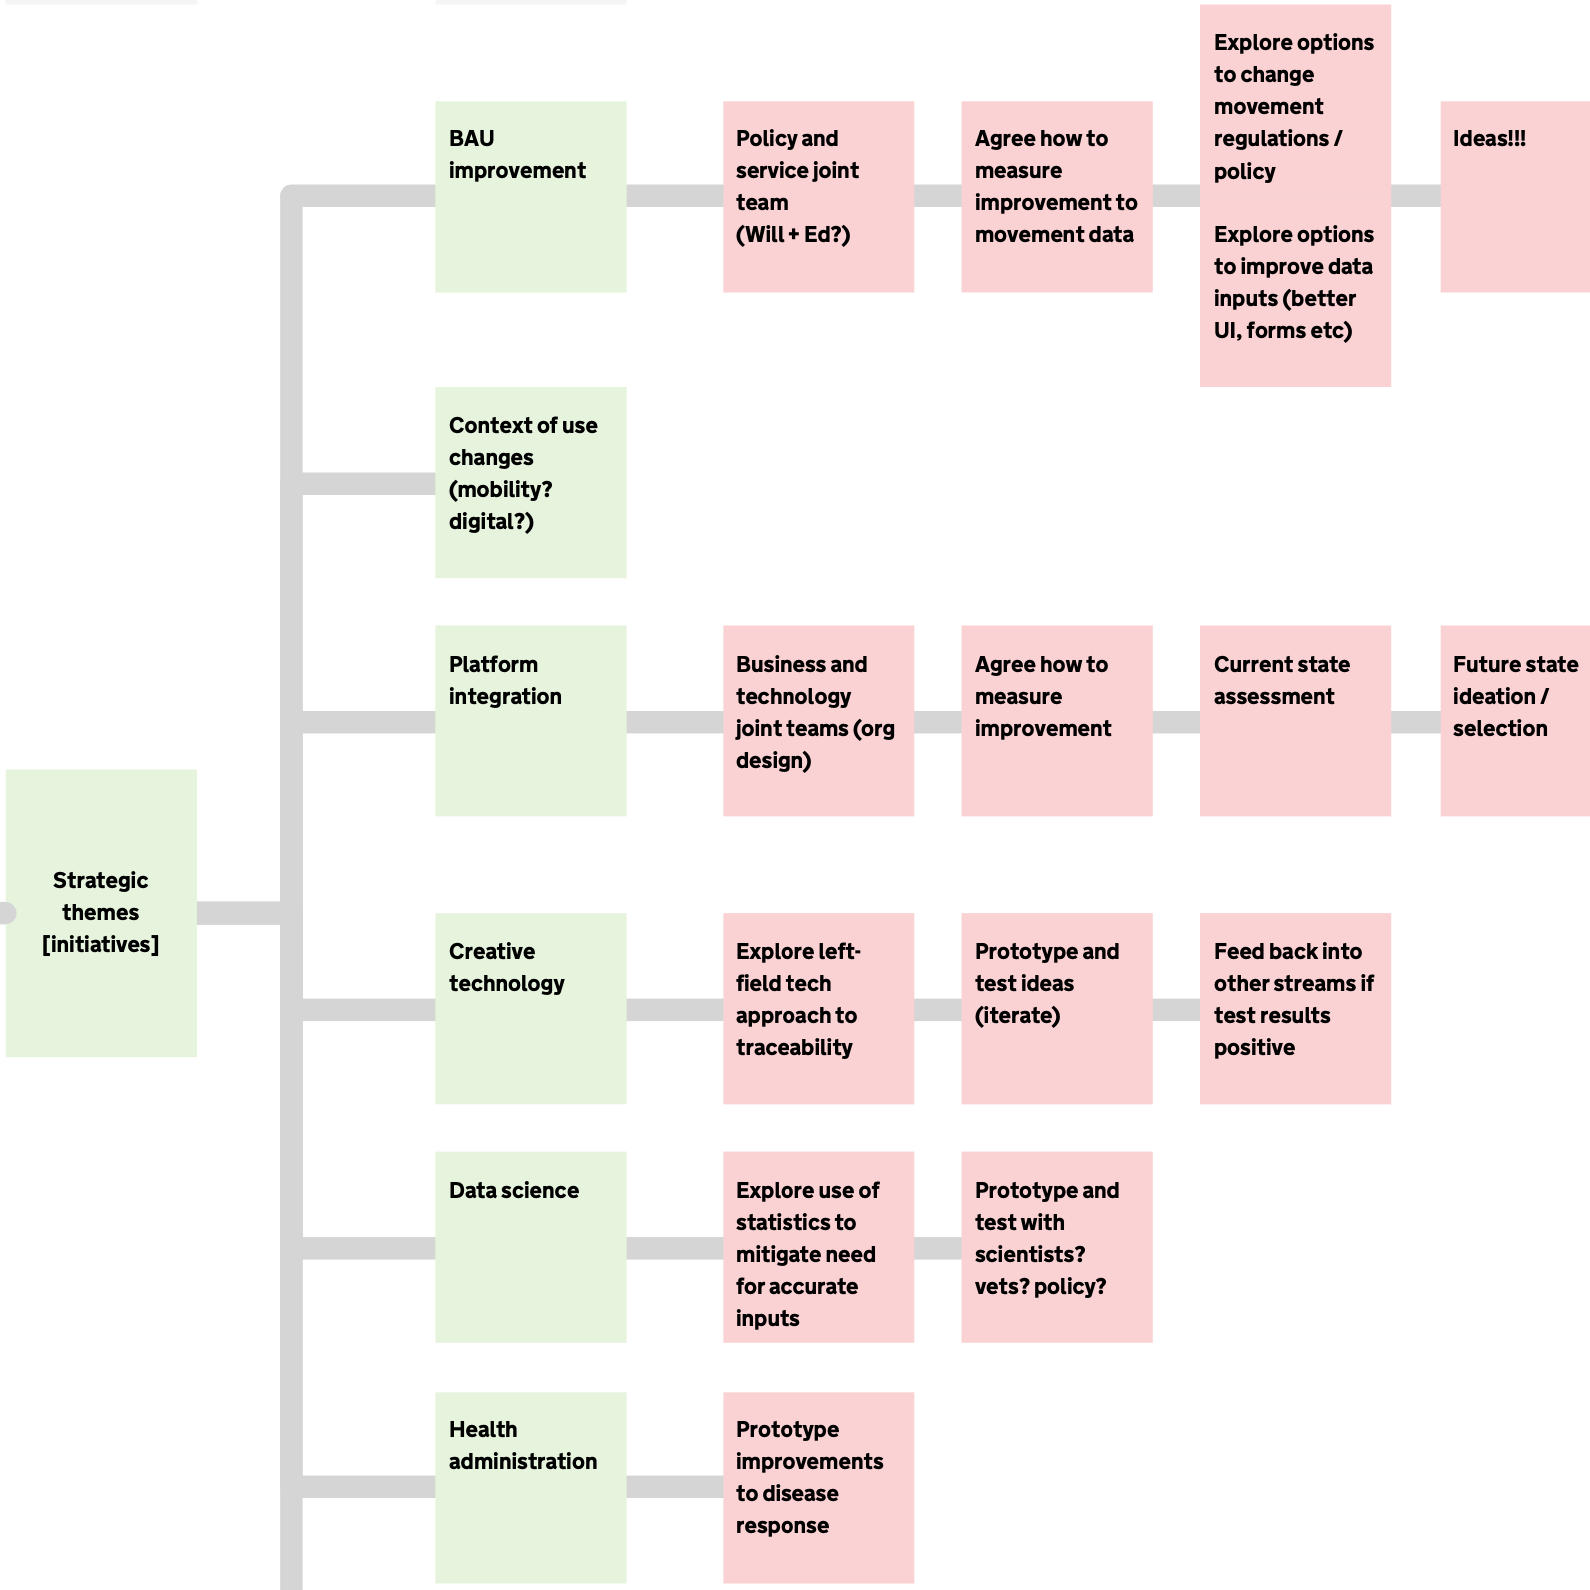 BAU
improvement
Policy and
service joint
team
(Will + Ed?)
Agree how to
measure
improvement to
movement data
Explore options
to change
movement
regulations /
policy
Explore options
to improve data
inputs (better
UI, forms etc)
Ideas!!!
Context of use
changes
(mobility?
digital?)
Platform
integration
Business and
technology
joint teams (org
design)
Agree how to
measure
improvement
Current state
assessment
Future state
ideation /
selection
Strategic
themes
[initiatives]
Creative
technology
Explore left-
field tech
approach to
traceability
Prototype and
test ideas
(iterate)
Feed back into
other streams if
test results
positive
Data science
Explore use of
statistics to
mitigate need
for accurate
inputs
Prototype and
test with
scientists?
vets? policy?
Health
administration
Prototype
improvements
to disease
response